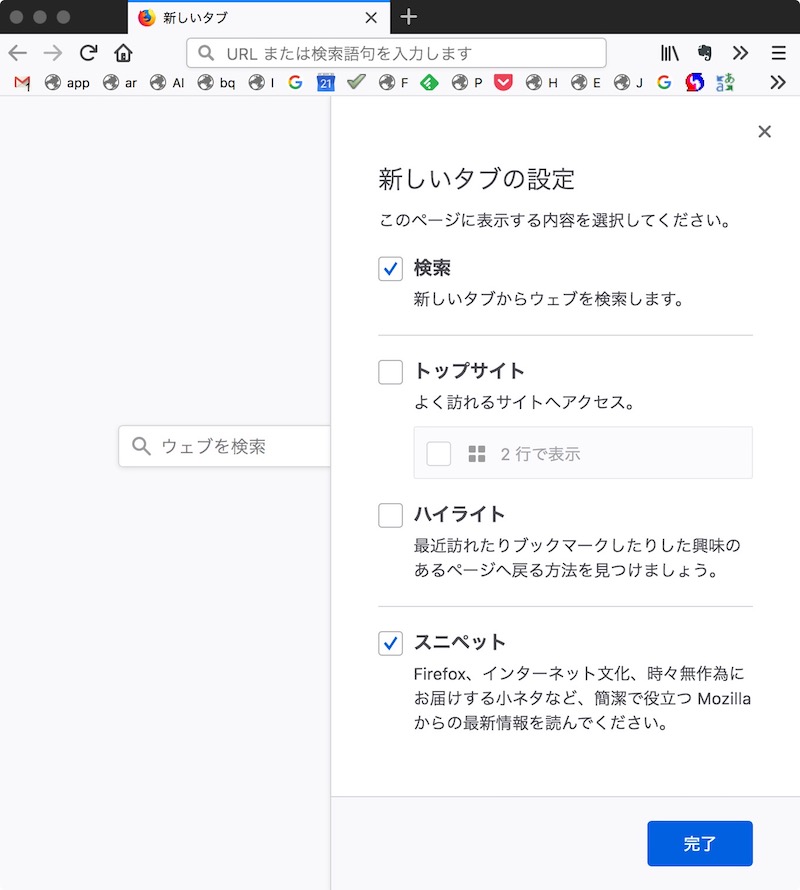 新しいタブ
URL または検索語句を入力します
app ar AI bq I 21 F P H E J
新しいタブの設定
このページに表示する内容を選択してください。
検索
新しいタブからウェブを検索します。
トップサイト
よく訪れるサイトへアクセス。
ウェブを検索
2 行で表示
ハイライト
最近訪れたりブックマークしたりした興味の
あるページへ戻る方法を見つけましょう。
スニペット
Firefox、インターネット文化、時々無作為に
お届けする小ネタなど、簡潔で役立つ Mozilla
からの最新情報を読んでください。
完了